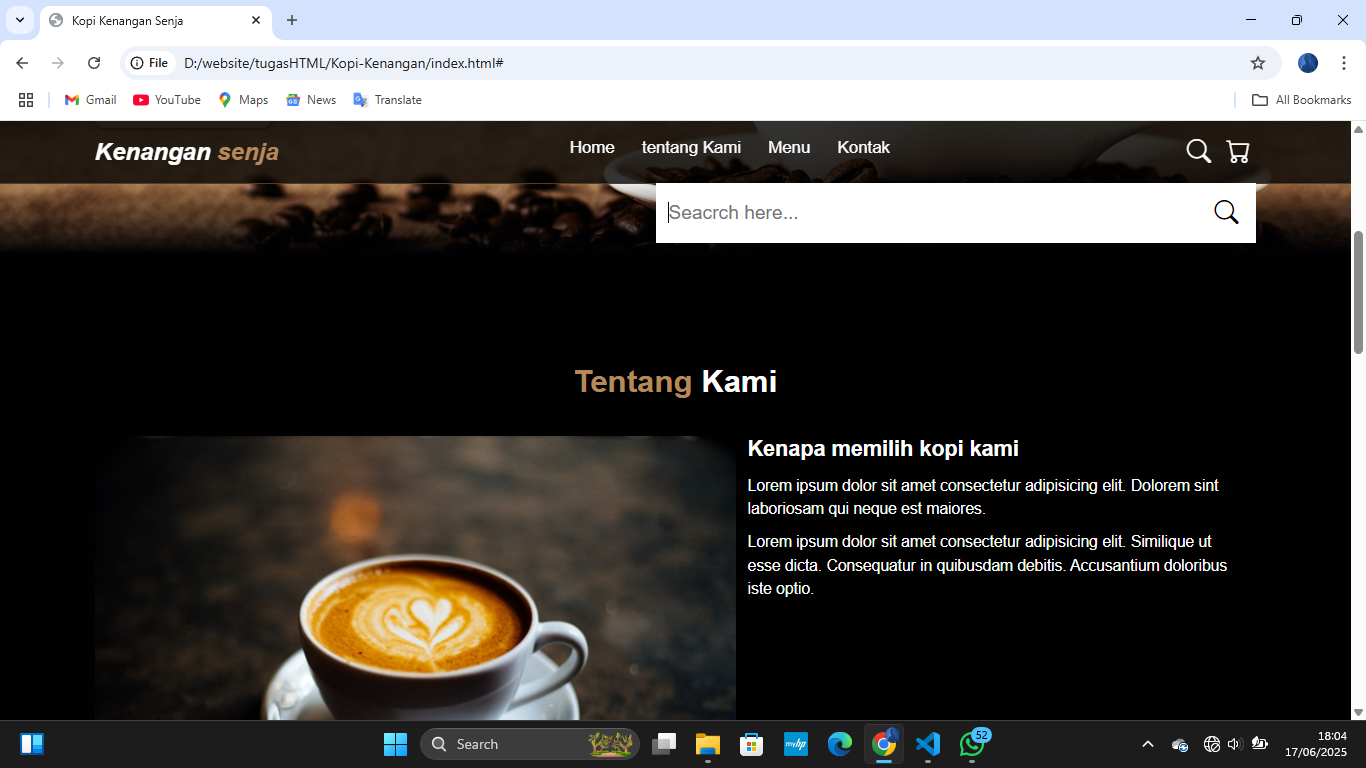 Kopi Kenangan Senja
File
D:/website/tugasHTML/Kopi-Kenangan/index.html#
Gmail
YouTube
Maps
News
Translate
All Bookmarks
Kenangan senja
Home
tentang Kami
Menu
Kontak
Seacrch here...
Tentang Kami
Kenapa memilih kopi kami
Lorem ipsum dolor sit amet consectetur adipisicing elit. Dolorem sint
laboriosam qui neque est maiores.
Lorem ipsum dolor sit amet consectetur adipisicing elit. Similique ut
esse dicta. Consequatur in quibusdam debitis. Accusantium doloribus
iste optio.
Search
myhp
52
18:04
17/06/2025